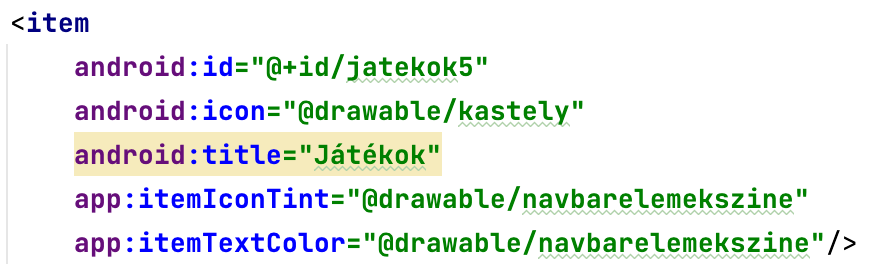 <item
android:id="@+id/jatekok5"
android:icon="@drawable/kastely"
android:title="Játékok"
app:itemIconTint="@drawable/navbarelemekszine"
app:itemTextColor="@drawable/navbarelemekszine"/>